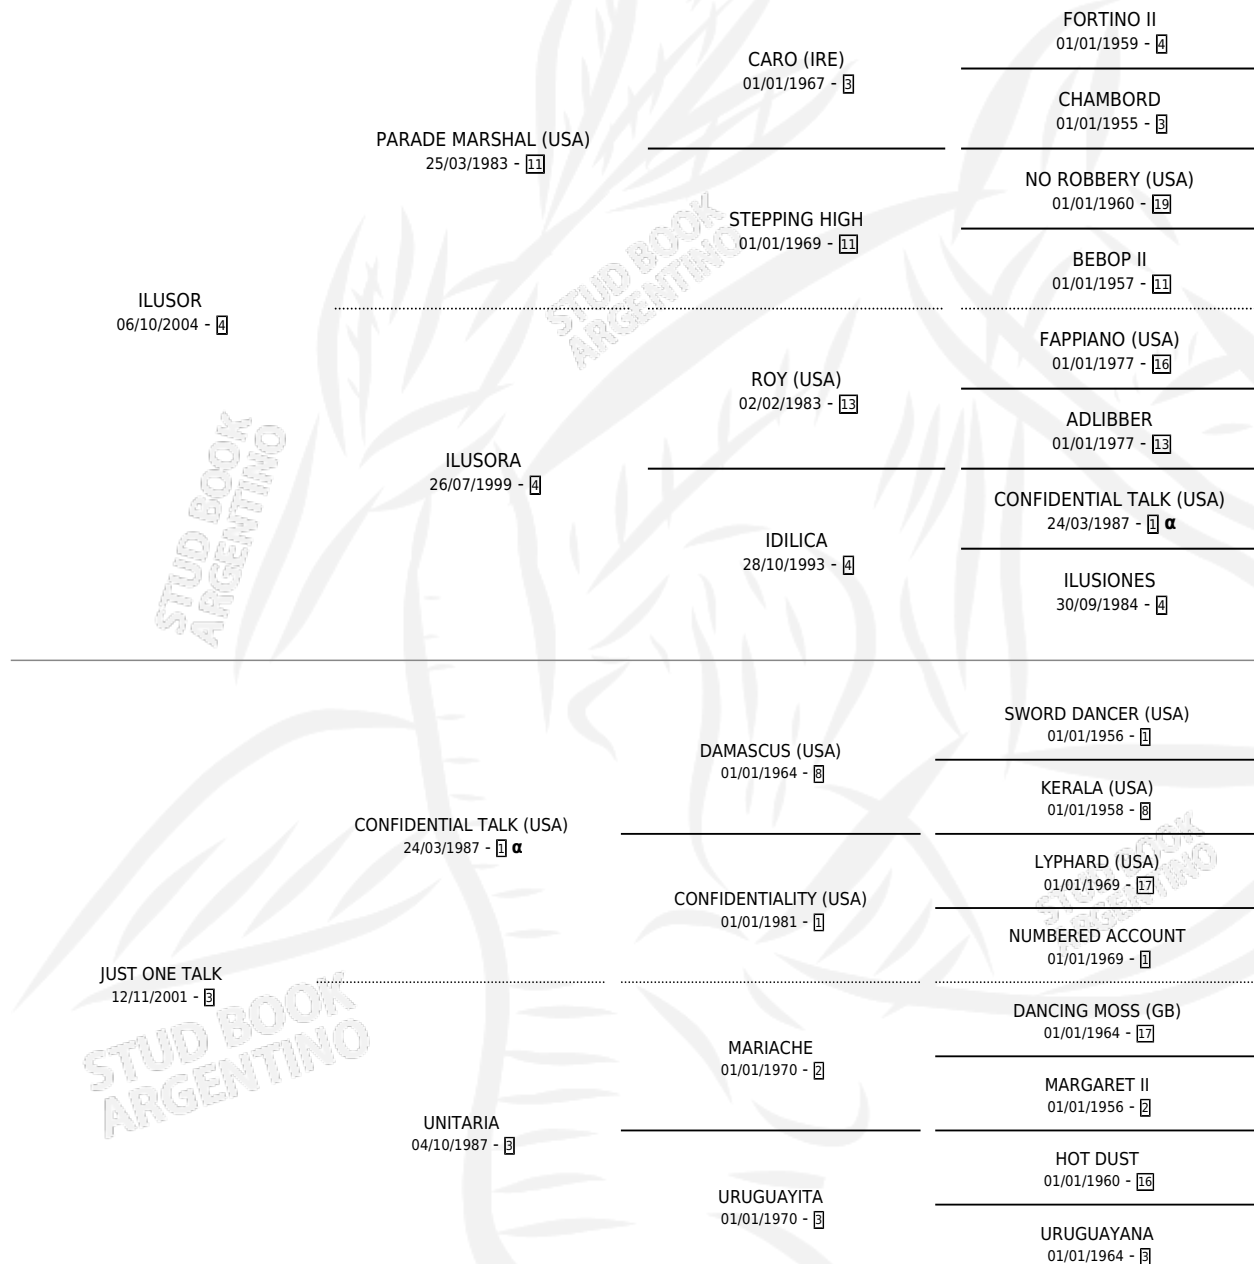 FORTINO II
01/01/1959 - 4
CARO (IRE)
01/01/1967 - 3
CHAMBORD
01/01/1955 - 3
PARADE MARSHAL (USA)
25/03/1983 - 11
NO ROBBERY (USA)
01/01/1960 - 19
STEPPING HIGH
01/01/1969 - 11
BEBOP II
01/01/1957 - 11
ILUSOR
06/10/2004 - 4
FAPPIANO (USA)
01/01/1977 - 16
ROY (USA)
02/02/1983 - 13
ADLIBBER
01/01/1977 - 13
ILUSORA
26/07/1999 - 4
CONFIDENTIAL TALK (USA)
24/03/1987 - 1 α
IDILICA
28/10/1993 - 4
ILUSIONES
30/09/1984 - 4
SWORD DANCER (USA)
01/01/1956 - 1
DAMASCUS (USA)
01/01/1964 - 8
KERALA (USA)
01/01/1958 - 8
CONFIDENTIAL TALK (USA)
24/03/1987 - 1 α
LYPHARD (USA)
01/01/1969 - 17
CONFIDENTIALITY (USA)
01/01/1981 - 1
NUMBERED ACCOUNT
01/01/1969 - 1
JUST ONE TALK
12/11/2001 - 3
DANCING MOSS (GB)
01/01/1964 - 17
MARIACHE
01/01/1970 - 2
MARGARET II
01/01/1956 - 2
UNITARIA
04/10/1987 - 3
HOT DUST
01/01/1960 - 16
URUGUAYITA
01/01/1970 - 3
URUGUAYANA
01/01/1964 - 3
STUD BOOK
ARGENTINO
STUD BOOK
ARGENTINO
STUD BOOK
ARGENTINO
STUD BOOK
ARGENTINO